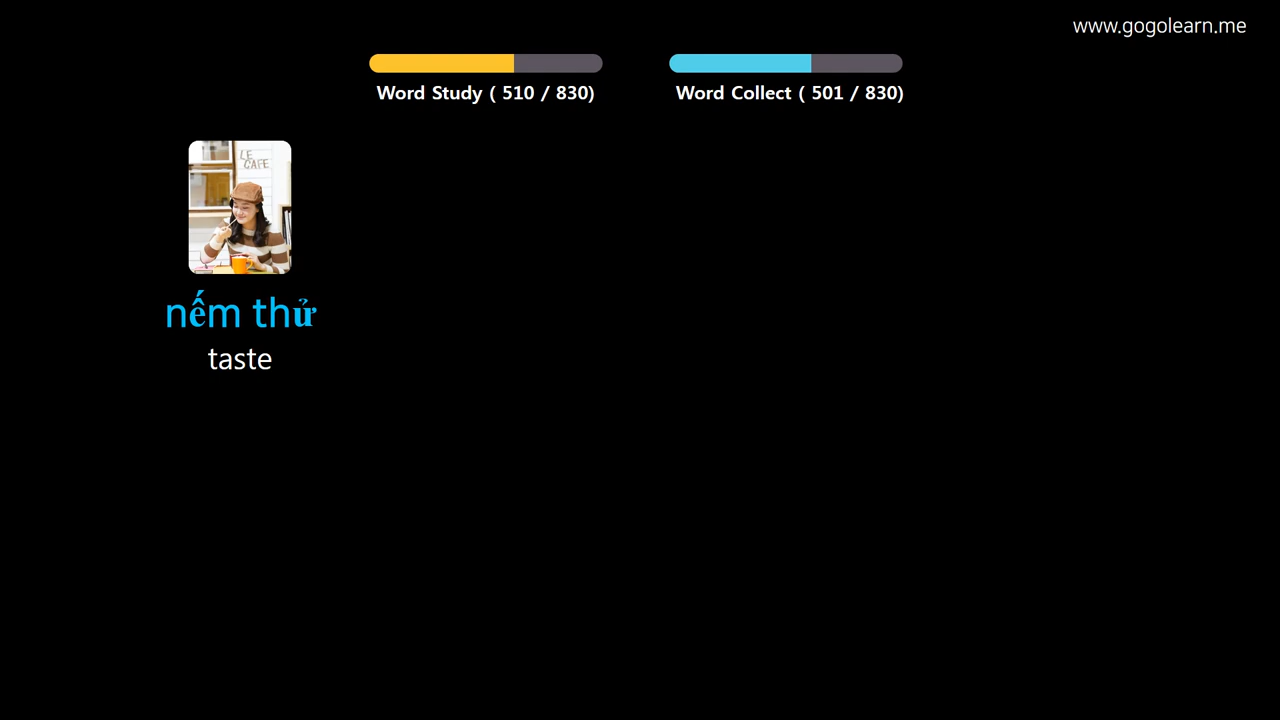 www.gogolearn.me
Word Study ( 510 / 830)
Word Collect ( 501 / 830)
LE
CAFE
nếm thử
taste